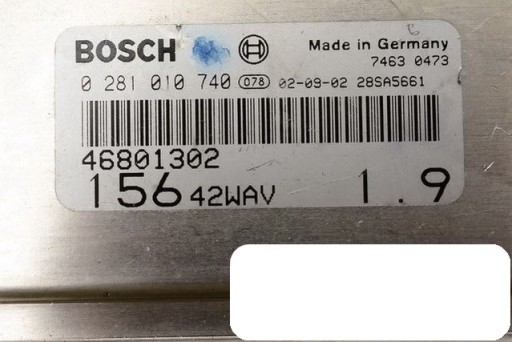 BOSCH Made in Germany
7463 0473
0 281 010 740 078 02-09-02 28SA5661
46801302
156 42WAV 1.9